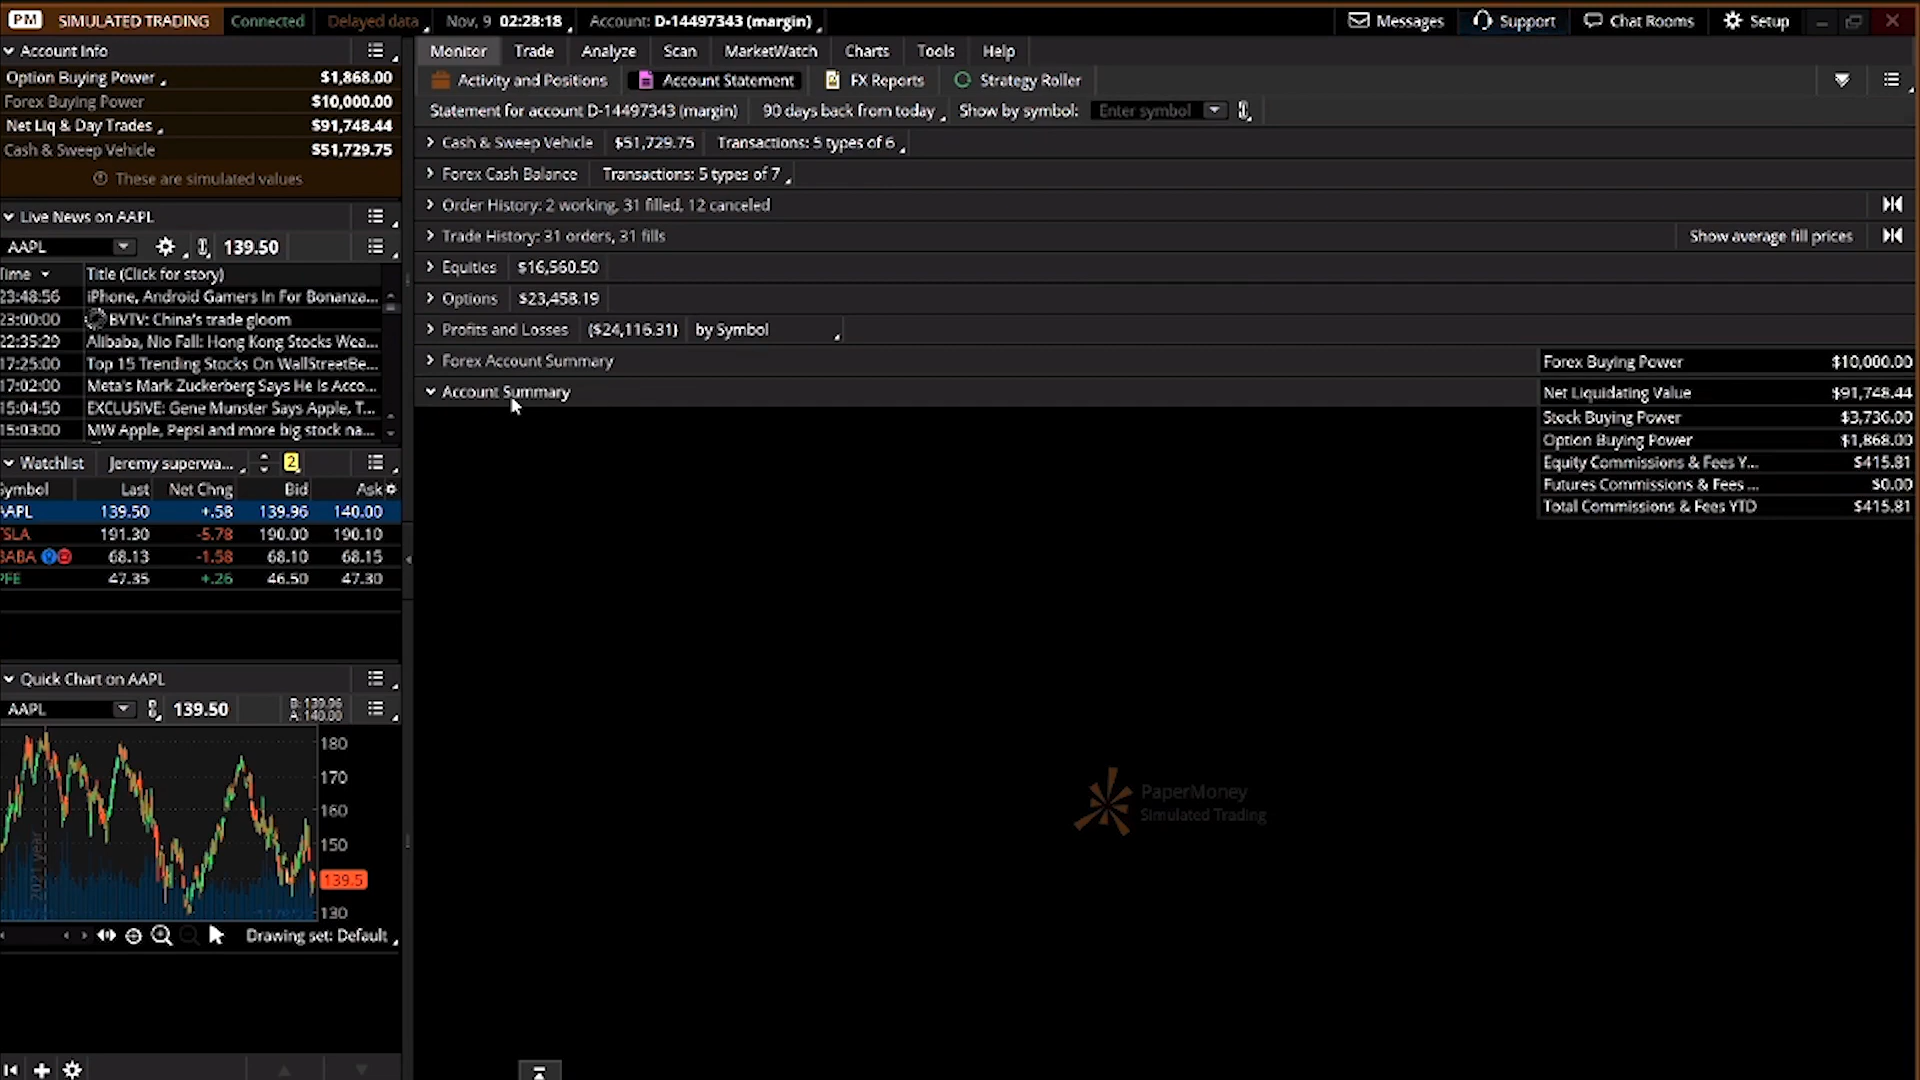 PM SIMULATED TRADING Connected Delayed data Nov, 9 02:28:18 Account: D-14497343 (margin) Messages Support Chat Rooms Setup
Account Info
Option Buying Power $1,868.00
Forex Buying Power $10,000.00
Net Liq & Day Trades $91,748.44
Cash & Sweep Vehicle $51,729.75
These are simulated values
Live News on AAPL
AAPL 139.50
Time Title (Click for story)
23:48:56 iPhone, Android Gamers In For Bonanza...
23:00:00 BVTV: China's trade gloom
22:35:29 Alibaba, Nio Fall: Hong Kong Stocks Wea...
17:25:00 Top 15 Trending Stocks On WallStreetBe...
17:02:00 Meta's Mark Zuckerberg Says He Is Acco...
15:04:50 EXCLUSIVE: Gene Munster Says Apple, T...
15:03:00 MW Apple, Pepsi and more big stock na...
Watchlist Jeremy superwa... 2
Symbol Last Net Chng Bid Ask
AAPL 139.50 +.58 139.96 140.00
TSLA 191.30 -5.78 190.00 190.10
BABA 68.13 -1.58 68.10 68.15
PFE 47.35 +.26 46.50 47.30
Quick Chart on AAPL
AAPL 139.50 B: 139.96
A: 140.00
180
170
160
150
139.5
130
2021 year
Drawing set: Default
Monitor Trade Analyze Scan MarketWatch Charts Tools Help
Activity and Positions Account Statement FX Reports Strategy Roller
Statement for account D-14497343 (margin) 90 days back from today Show by symbol: Enter symbol
Cash & Sweep Vehicle $51,729.75 Transactions: 5 types of 6
Forex Cash Balance Transactions: 5 types of 7
Order History: 2 working, 31 filled, 12 canceled
Trade History: 31 orders, 31 fills Show average fill prices
Equities $16,560.50
Options $23,458.19
Profits and Losses ($24,116.31) by Symbol
Forex Account Summary Forex Buying Power $10,000.00
Account Summary Net Liquidating Value $91,748.44
Stock Buying Power $3,736.00
Option Buying Power $1,868.00
Equity Commissions & Fees Y... $415.81
Futures Commissions & Fees ... $0.00
Total Commissions & Fees YTD $415.81
PaperMoney
Simulated Trading